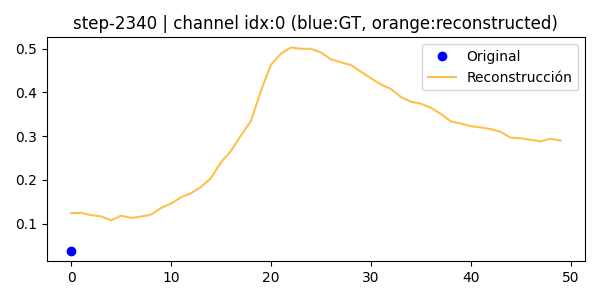 step-2340 | channel idx:0 (blue:GT, orange:reconstructed)
0.5
0.4
0.3
0.2
0.1
Original
Reconstrucción
0 10 20 30 40 50